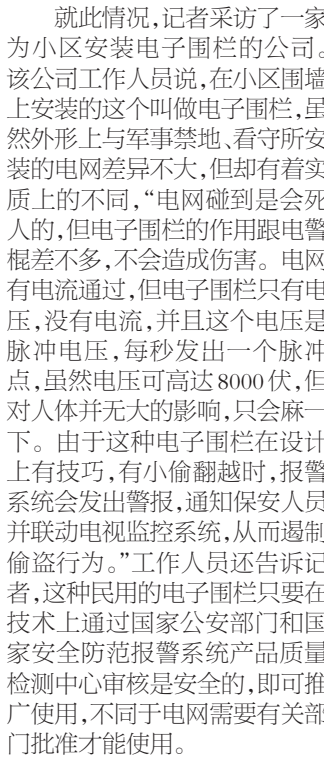 就此情况,记者采访了一家
为小区安装电子围栏的公司。
该公司工作人员说,在小区围墙
上安装的这个叫做电子围栏,虽
然外形上与军事禁地、看守所安
装的电网差异不大,但却有着实
质上的不同,“电网碰到是会死
人的,但电子围栏的作用跟电警
棍差不多,不会造成伤害。电网
有电流通过,但电子围栏只有电
压,没有电流,并且这个电压是
脉冲电压,每秒发出一个脉冲
点,虽然电压可高达8000伏,但
对人体并无大的影响,只会麻一
下。由于这种电子围栏在设计
上有技巧,有小偷翻越时,报警
系统会发出警报,通知保安人员
并联动电视监控系统,从而遏制
偷盗行为。”工作人员还告诉记
者,这种民用的电子围栏只要在
技术上通过国家公安部门和国
家安全防范报警系统产品质量
检测中心审核是安全的,即可推
广使用,不同于电网需要有关部
门批准才能使用。